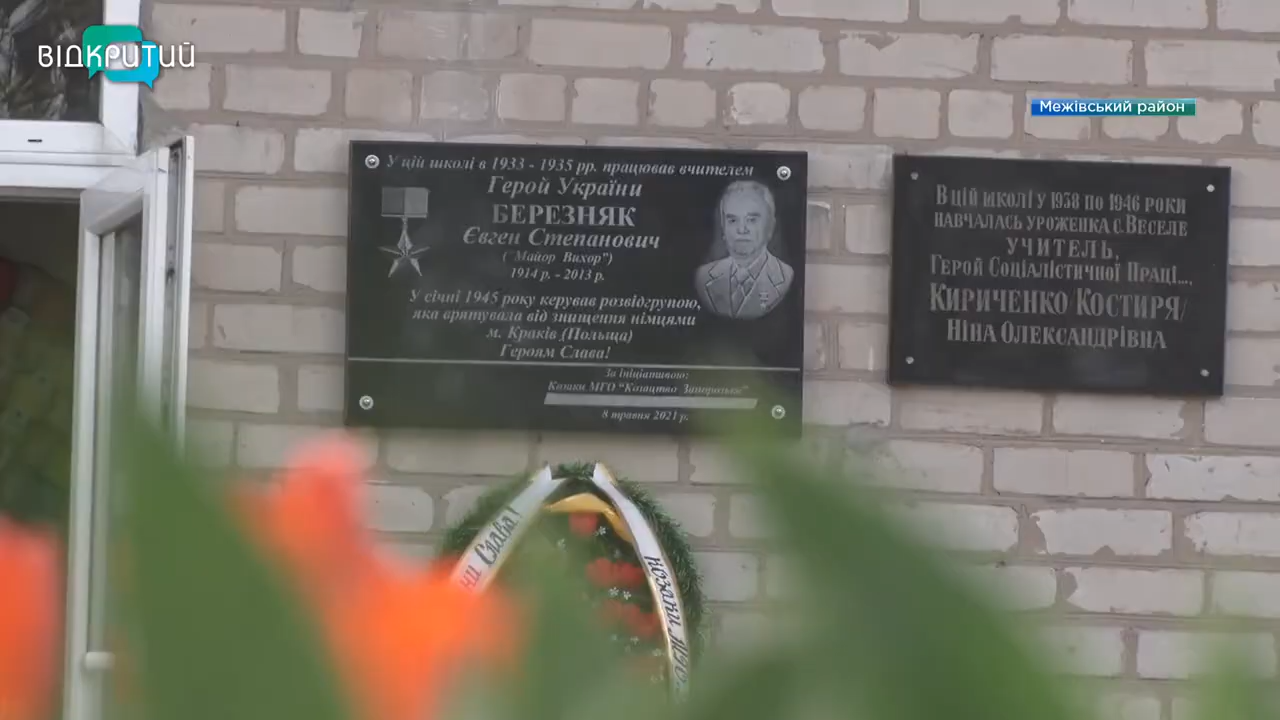 ВІДКРИТИЙ
Межівський район
У цій школі в 1933 - 1935 рр. працював вчителем
Герой України
БЕРЕЗНЯК
Євген Степанович
("Майор Вихор")
1914 р. - 2013 р.
У січні 1945 року керував розвідгрупою,
яка врятувала від знищення німцями
м. Краків (Польща)
Героям Слава!
За ініціативою:
Козаки МГО "Козацтво Запорозьке"
8 травня 2021 р.
В ЦІЙ ШКОЛІ У 1938 ПО 1946 РОКИ
НАВЧАЛАСЬ УРОДЖЕНКА С. ВЕСЕЛЕ
УЧИТЕЛЬ,
ГЕРОЙ СОЦІАЛІСТИЧНОЇ ПРАЦІ...,
КИРИЧЕНКО/КОСТИРЯ/
НІНА ОЛЕКСАНДРІВНА
Слава!
козаки